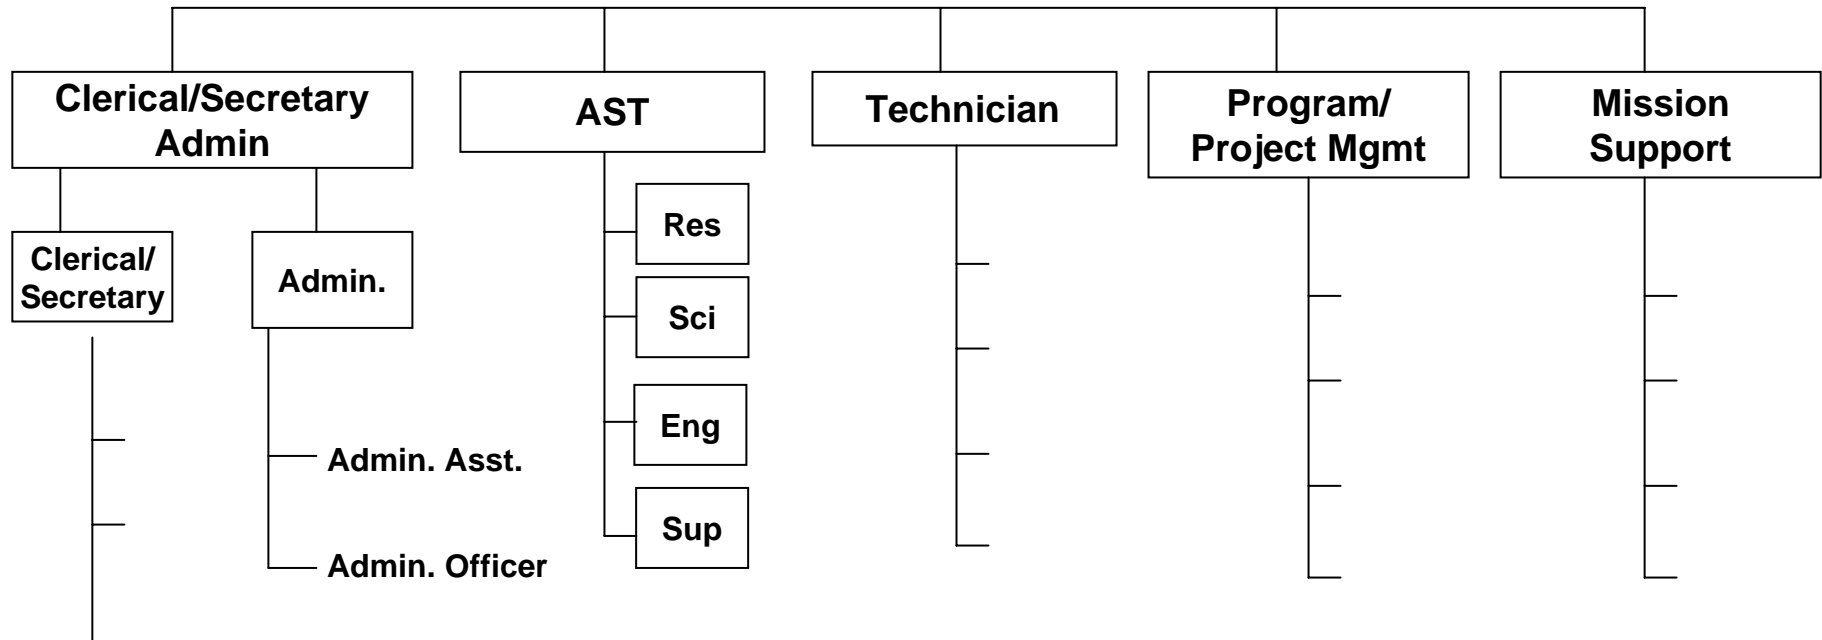 Clerical/Secretary
Admin
AST
Technician
Program/
Project Mgmt
Mission
Support
Clerical/
Secretary
Admin.
Admin. Asst.
Admin. Officer
Res
Sci
Eng
Sup